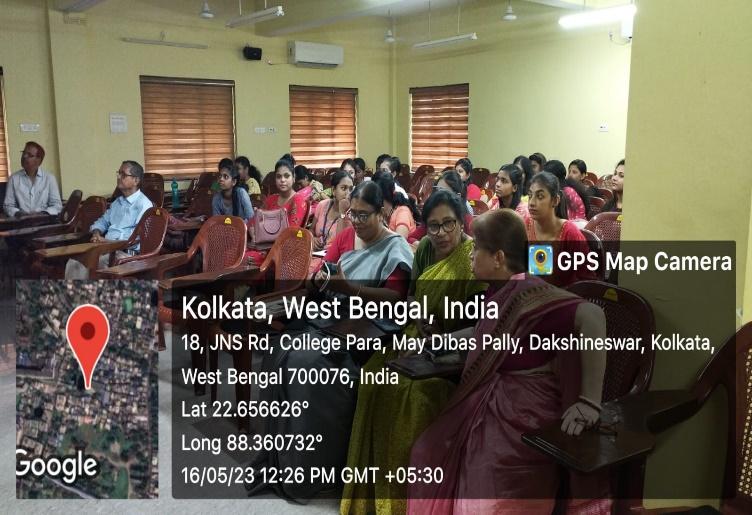 GPS Map Camera
Kolkata, West Bengal, India
18, JNS Rd, College Para, May Dibas Pally, Dakshineswar, Kolkata,
West Bengal 700076, India
Lat 22.656626°
Long 88.360732°
16/05/23 12:26 PM GMT +05:30
Google